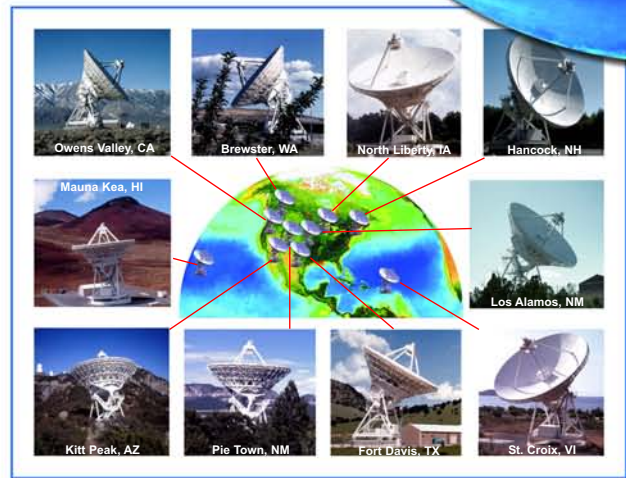 Owens Valley, CA
Brewster, WA
North Liberty, IA
Hancock, NH
Mauna Kea, HI
Los Alamos, NM
Kitt Peak, AZ
Pie Town, NM
Fort Davis, TX
St. Croix, VI